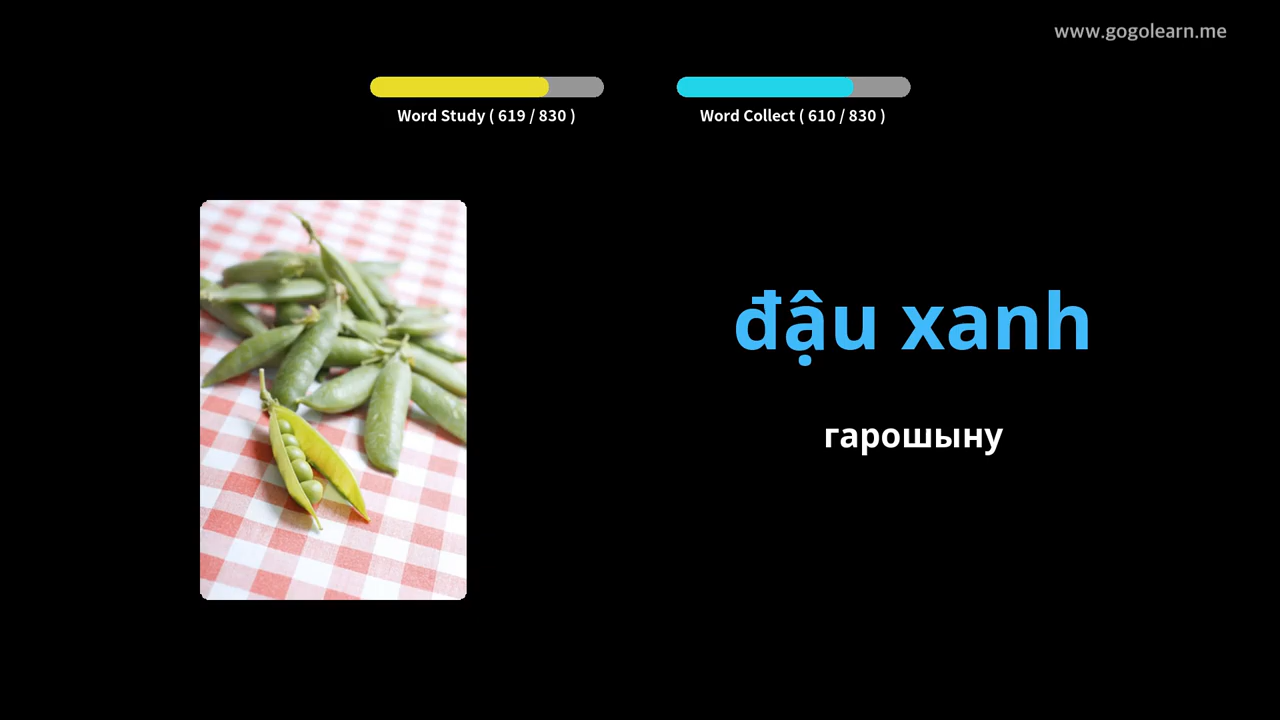 www.gogolearn.me
Word Study ( 619 / 830 )
Word Collect ( 610 / 830 )
đậu xanh
гарошыну